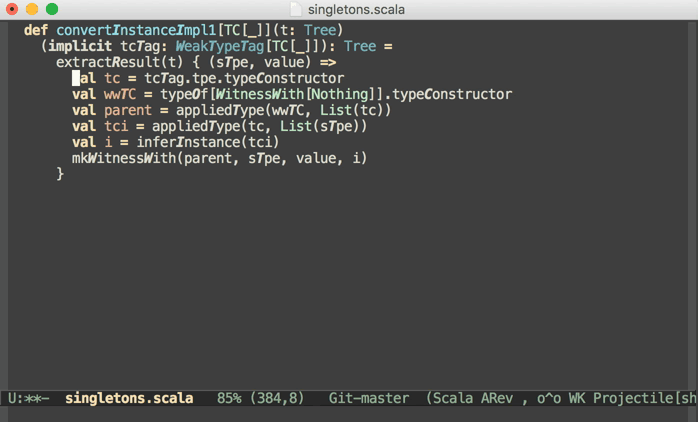 singletons.scala
def convertInstanceImpl1[TC[_]](t: Tree)
(implicit tcTag: WeakTypeTag[TC[_]]): Tree =
extractResult(t) { (sTpe, value) =>
val tc = tcTag.tpe.typeConstructor
val wwTC = typeOf[WitnessWith[Nothing]].typeConstructor
val parent = appliedType(wwTC, List(tc))
val tci = appliedType(tc, List(sTpe))
val i = inferInstance(tci)
mkWitnessWith(parent, sTpe, value, i)
}
U:**- singletons.scala 85% (384,8) Git-master (Scala ARev , o^o WK Projectile[sh